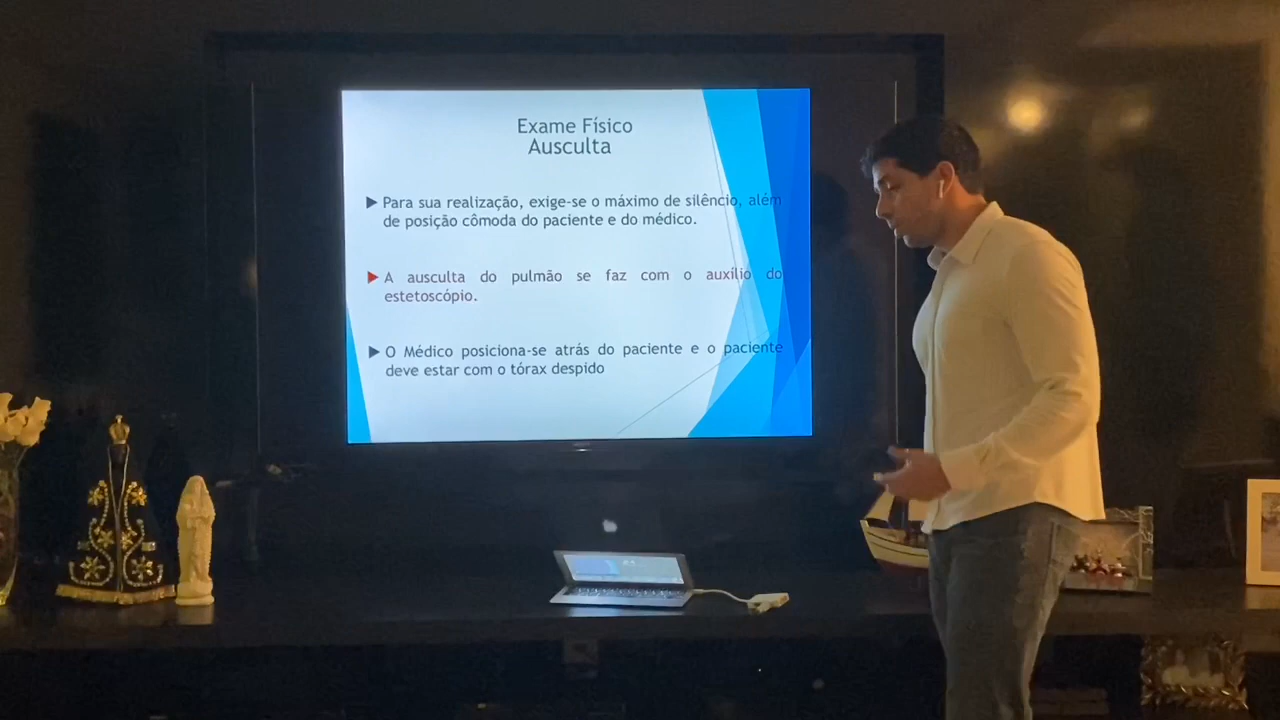 Exame Físico
Ausculta
Para sua realização, exige-se o máximo de silêncio, além
de posição cômoda do paciente e do médico.
A ausculta do pulmão se faz com o auxílio do
estetoscópio.
O Médico posiciona-se atrás do paciente e o paciente
deve estar com o tórax despido